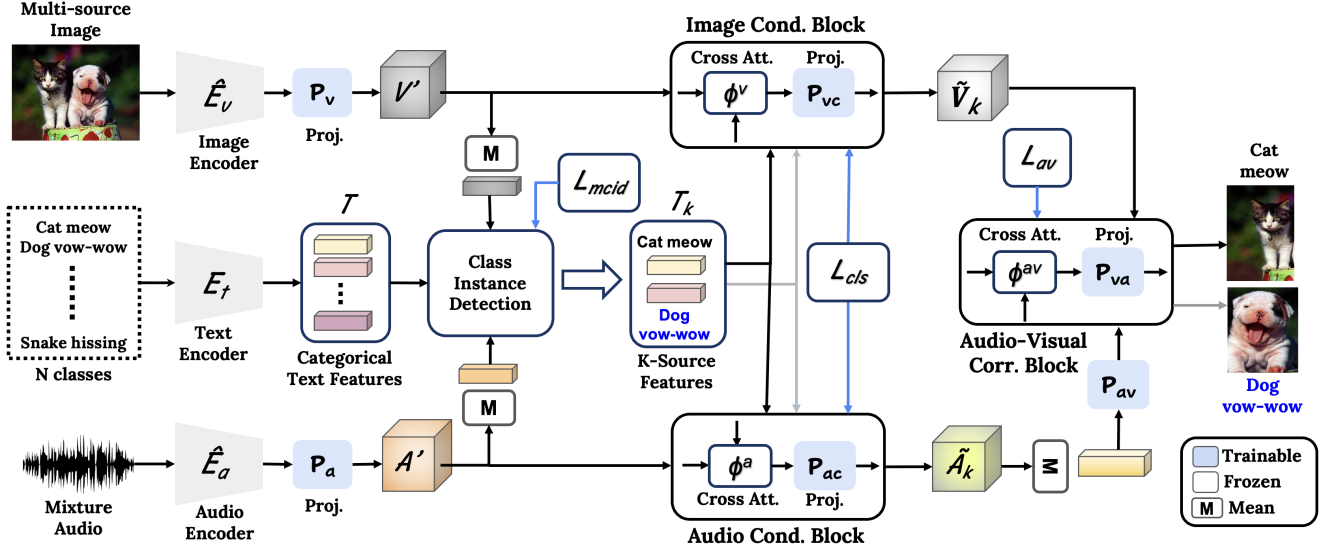 Multi-source
Image
Ê_v
Image
Encoder
P_v
Proj.
V'
M
L_mcid
Image Cond. Block
Cross Att.
Proj.
ϕ^v
P_vc
Ṽ_k
L_av
Cat
meow
Cat meow
Dog vow-wow
Snake hissing
N classes
E_t
Text
Encoder
T
Categorical
Text Features
Class
Instance
Detection
T_k
Cat meow
Dog
vow-wow
K-Source
Features
L_cls
Cross Att.
Proj.
ϕ^av
P_va
Audio-Visual
Corr. Block
P_av
Dog
vow-wow
Mixture
Audio
Ê_a
Audio
Encoder
P_a
Proj.
A'
M
ϕ^a
P_ac
Cross Att.
Proj.
Audio Cond. Block
Ã_k
M
Trainable
Frozen
M
Mean